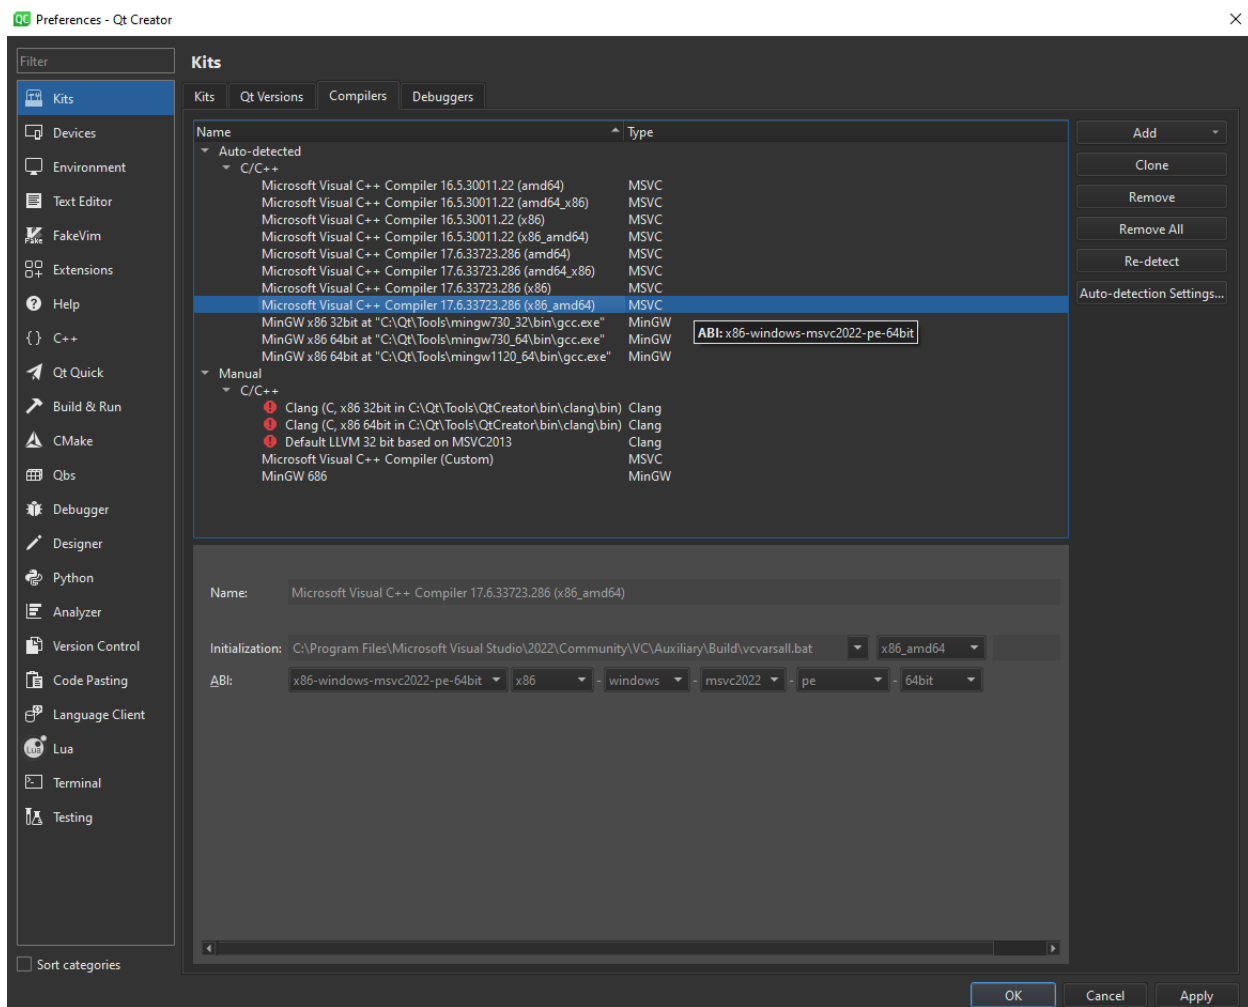 Preferences - Qt Creator
Filter
Kits
Devices
Environment
Text Editor
FakeVim
Extensions
Help
C++
Qt Quick
Build & Run
CMake
Qbs
Debugger
Designer
Python
Analyzer
Version Control
Code Pasting
Language Client
Lua
Terminal
Testing
Sort categories
Kits
Kits Qt Versions Compilers Debuggers
Name Type
Auto-detected
C/C++
Microsoft Visual C++ Compiler 16.5.30011.22 (amd64) MSVC
Microsoft Visual C++ Compiler 16.5.30011.22 (amd64_x86) MSVC
Microsoft Visual C++ Compiler 16.5.30011.22 (x86) MSVC
Microsoft Visual C++ Compiler 16.5.30011.22 (x86_amd64) MSVC
Microsoft Visual C++ Compiler 17.6.33723.286 (amd64) MSVC
Microsoft Visual C++ Compiler 17.6.33723.286 (amd64_x86) MSVC
Microsoft Visual C++ Compiler 17.6.33723.286 (x86) MSVC
Microsoft Visual C++ Compiler 17.6.33723.286 (x86_amd64) MSVC
MinGW x86 32bit at "C:\Qt\Tools\mingw730_32\bin\gcc.exe" MinGW
MinGW x86 64bit at "C:\Qt\Tools\mingw730_64\bin\gcc.exe" MinGW
MinGW x86 64bit at "C:\Qt\Tools\mingw1120_64\bin\gcc.exe" MinGW
ABI: x86-windows-msvc2022-pe-64bit
Manual
C/C++
Clang (C, x86 32bit in C:\Qt\Tools\QtCreator\bin\clang\bin) Clang
Clang (C, x86 64bit in C:\Qt\Tools\QtCreator\bin\clang\bin) Clang
Default LLVM 32 bit based on MSVC2013 Clang
Microsoft Visual C++ Compiler (Custom) MSVC
MinGW 686 MinGW
Add
Clone
Remove
Remove All
Re-detect
Auto-detection Settings...
Name: Microsoft Visual C++ Compiler 17.6.33723.286 (x86_amd64)
Initialization: C:\Program Files\Microsoft Visual Studio\2022\Community\VC\Auxiliary\Build\vcvarsall.bat x86_amd64
ABI: x86-windows-msvc2022-pe-64bit x86 - windows - msvc2022 - pe - 64bit
OK Cancel Apply